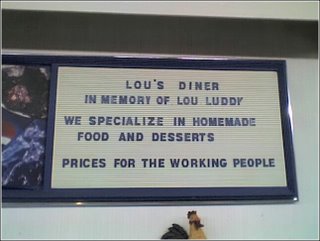 LOU'S DINER
IN MEMORY OF LOU LUDDY
WE SPECIALIZE IN HOMEMADE
FOOD AND DESSERTS
PRICES FOR THE WORKING PEOPLE